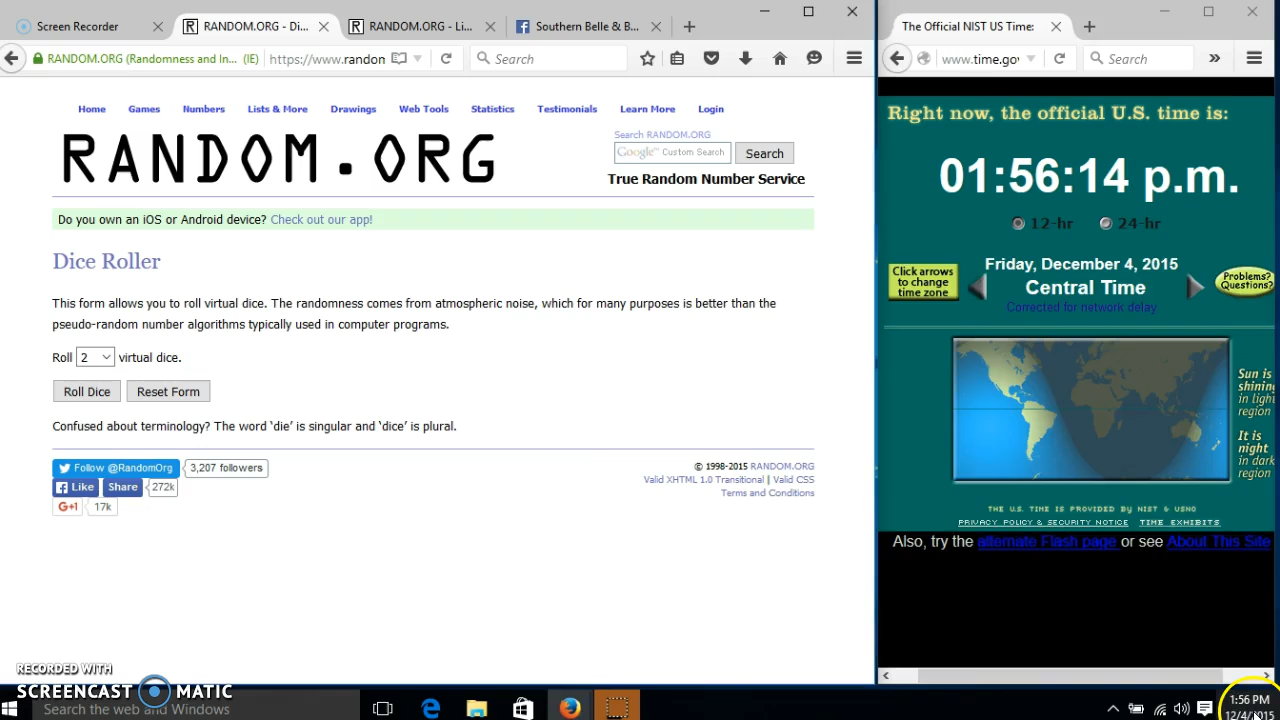 Screen Recorder
RANDOM.ORG - Di...
RANDOM.ORG - Li...
Southern Belle & B...
The Official NIST US Time:
RANDOM.ORG (Randomness and In... (IE)
https://www.random
Search
www.time.gov
Search
Home Games Numbers Lists & More Drawings Web Tools Statistics Testimonials Learn More Login
RANDOM.ORG
Search RANDOM.ORG
Google™ Custom Search
Search
True Random Number Service
Do you own an iOS or Android device? Check out our app!
Dice Roller
This form allows you to roll virtual dice. The randomness comes from atmospheric noise, which for many purposes is better than the
pseudo-random number algorithms typically used in computer programs.
Roll 2 virtual dice.
Roll Dice Reset Form
Confused about terminology? The word ‘die’ is singular and ‘dice’ is plural.
Follow @RandomOrg 3,207 followers
Like Share 272k
G+1 17k
© 1998-2015 RANDOM.ORG
Valid XHTML 1.0 Transitional | Valid CSS
Terms and Conditions
Right now, the official U.S. time is:
01:56:14 p.m.
12-hr 24-hr
Click arrows
to change
time zone
Friday, December 4, 2015
Central Time
Corrected for network delay
Problems?
Questions?
Sun is
shining
in light
region
It is
night
in dark
region
THE U.S. TIME IS PROVIDED BY NIST & USNO
PRIVACY POLICY & SECURITY NOTICE TIME EXHIBITS
Also, try the alternate Flash page or see About This Site
RECORDED WITH
SCREENCAST MATIC
Search the web and Windows
1:56 PM
12/4/2015